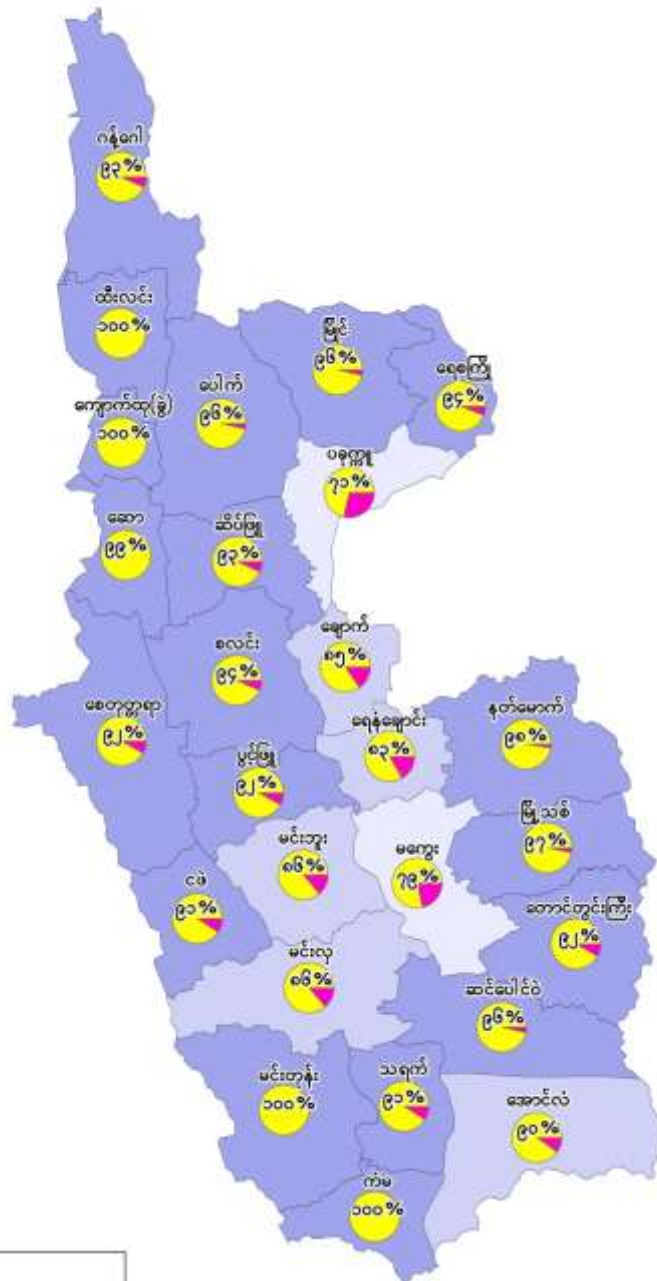 ဂန့်ဂေါ
၉၃%
ထီးလင်း
၁၀၀%
မြိုင်
၉၆%
ရေစကြို
၉၄%
ပေါက်
၉၆%
ကျောက်ထု(ခွဲ)
၁၀၀%
ပခုက္ကူ
၇၁%
ဆော
၉၉%
ဆိပ်ဖြူ
၉၃%
ချောက်
၈၅%
စလင်း
၉၄%
စေတုတ္တရာ
၉၂%
ရေနံချောင်း
၈၃%
နတ်မောက်
၉၈%
ပွင့်ဖြူ
၉၂%
မြို့သစ်
၉၇%
မင်းဘူး
၈၆%
မကွေး
၇၉%
ငဖဲ
၉၁%
တောင်တွင်းကြီး
၉၂%
မင်းလှ
၈၆%
ဆင်ပေါင်ဝဲ
၉၆%
မင်းတုန်း
၁၀၀%
သရက်
၉၁%
အောင်လံ
၉၀%
ကံမ
၁၀၀%